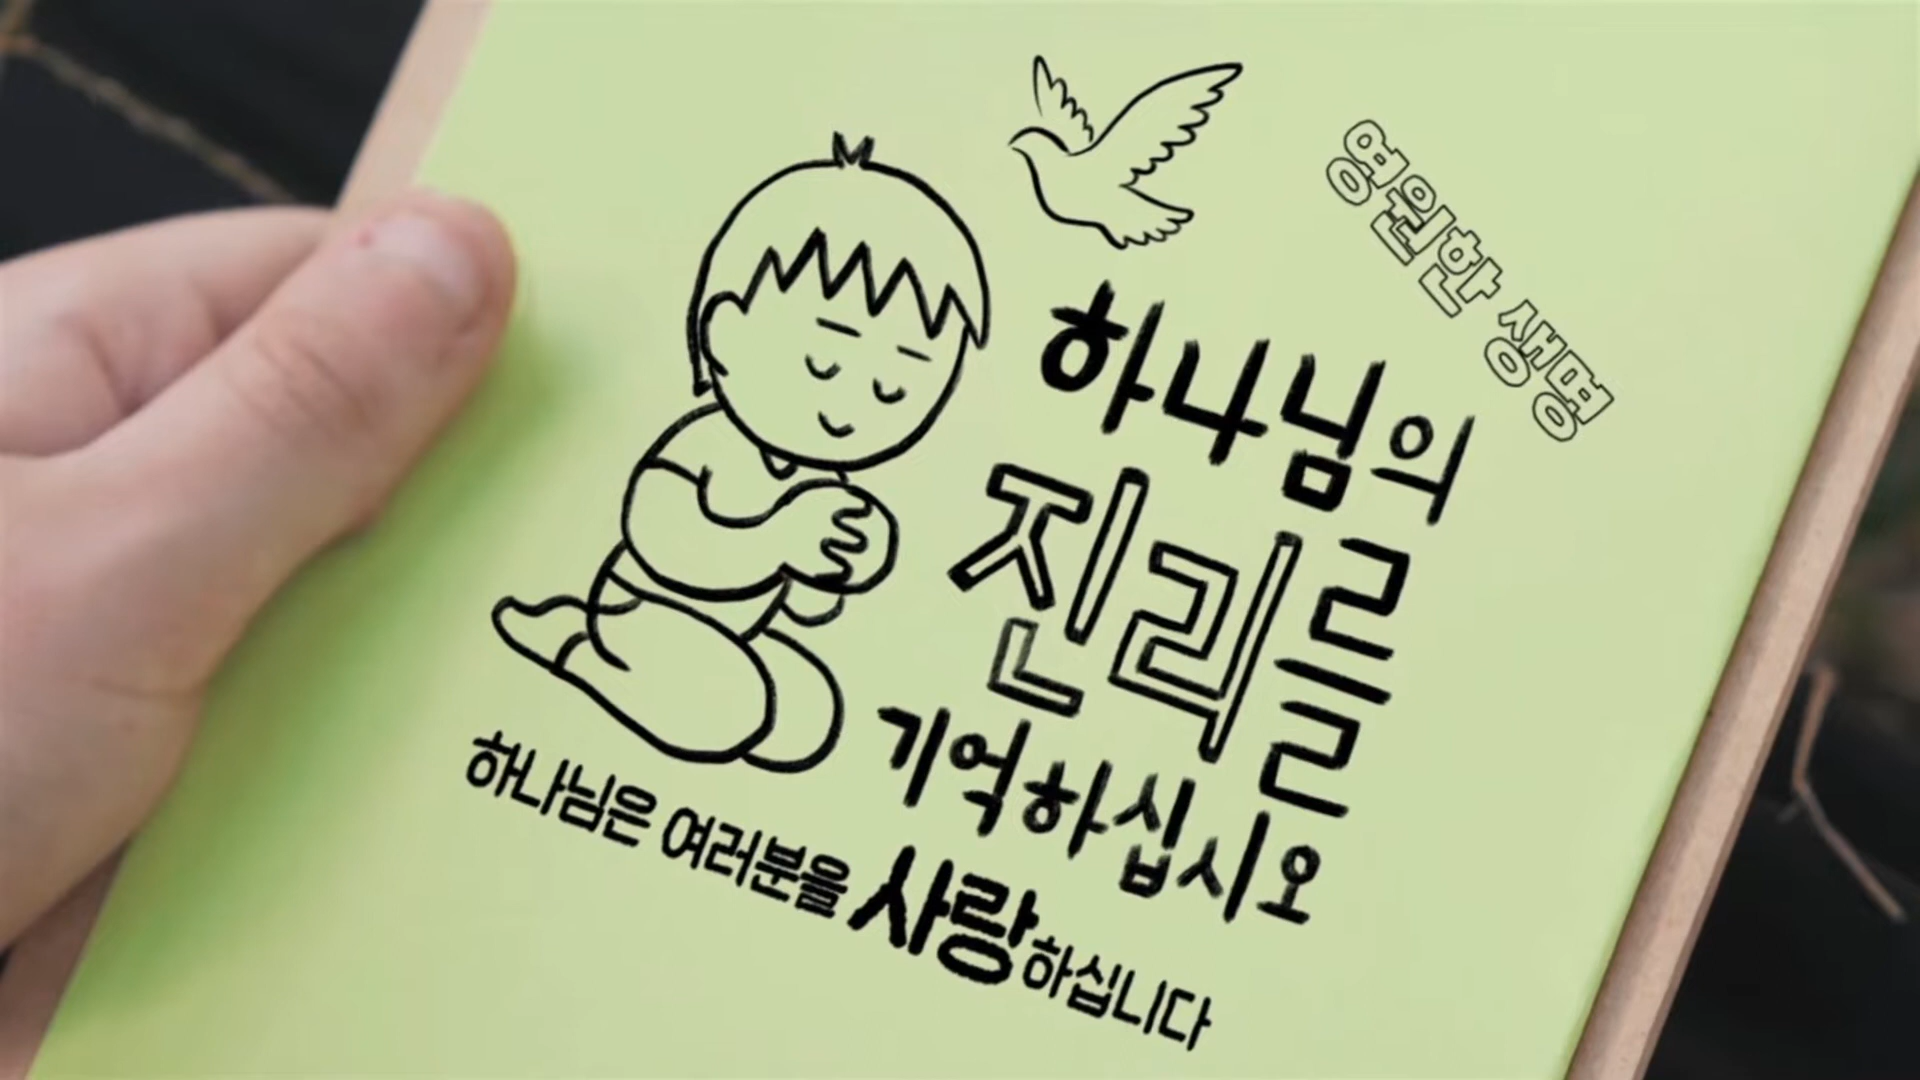 영원한 생명
하나님의
진리를
기억하십시오
하나님은 여러분을 사랑하십니다